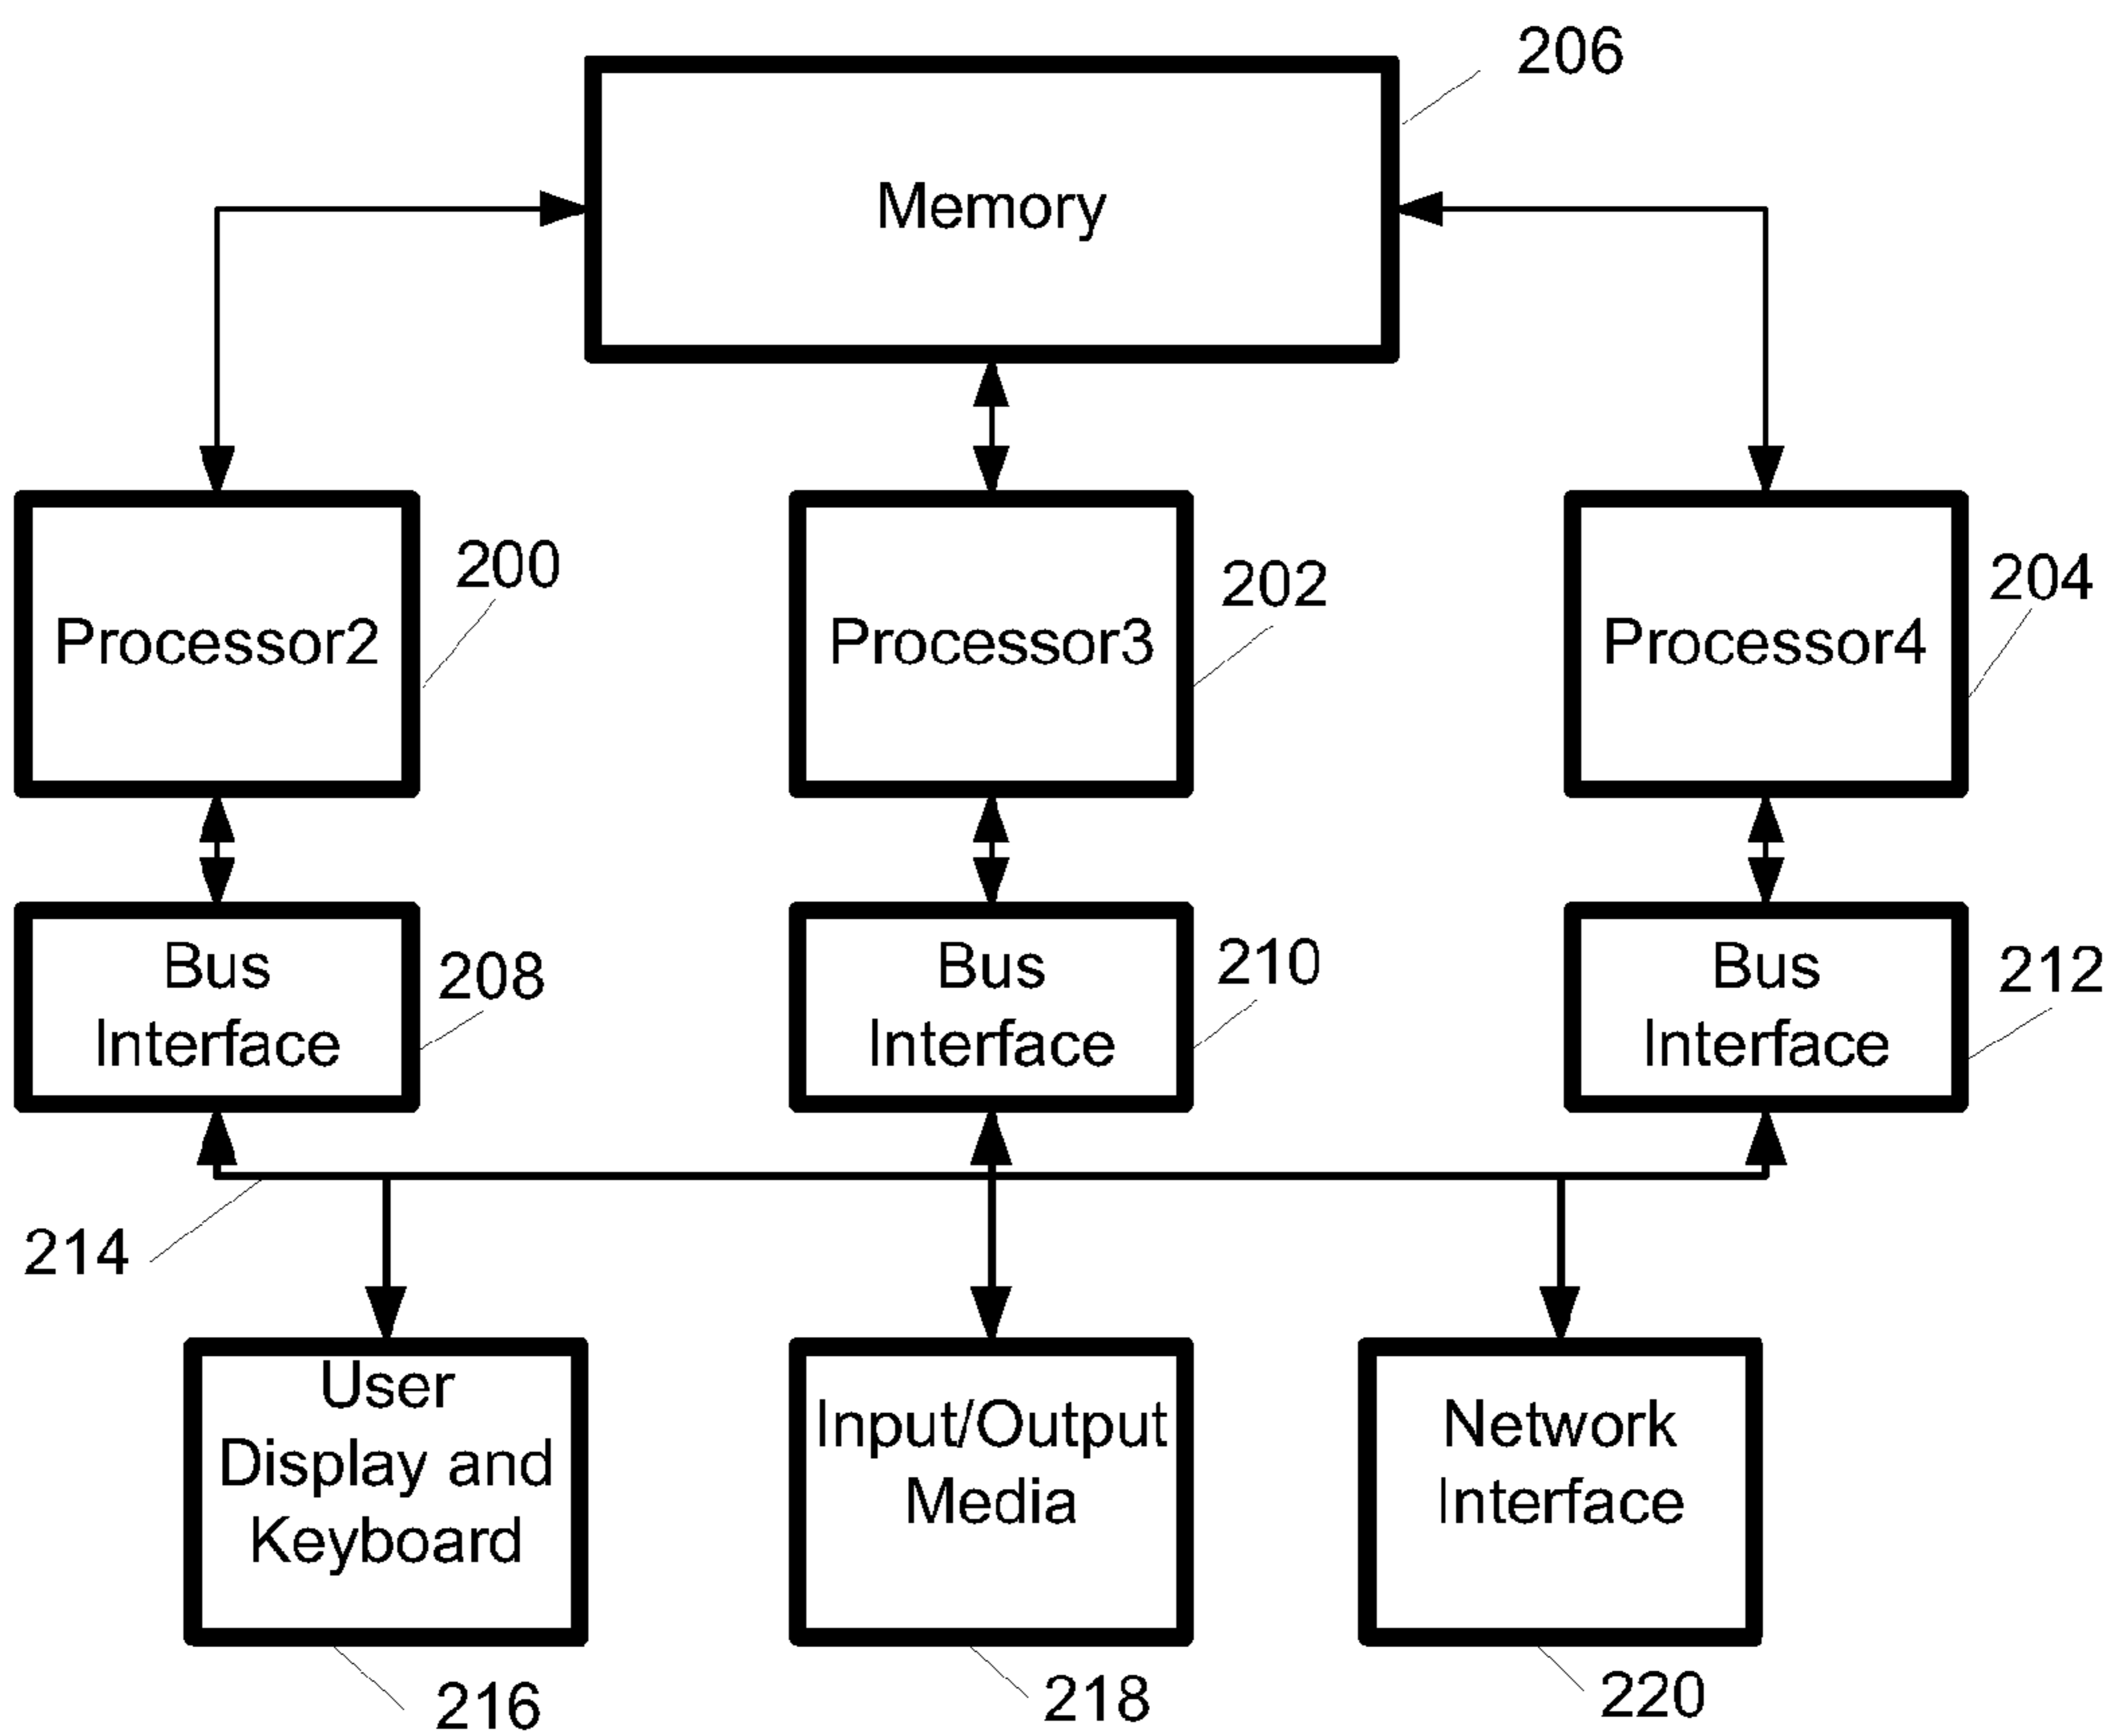 206
Memory
200
202
204
Processor2
Processor3
Processor4
Bus
Interface
208
Bus
Interface
210
Bus
Interface
212
214
User
Display and
Keyboard
Input/Output
Media
Network
Interface
216
218
220